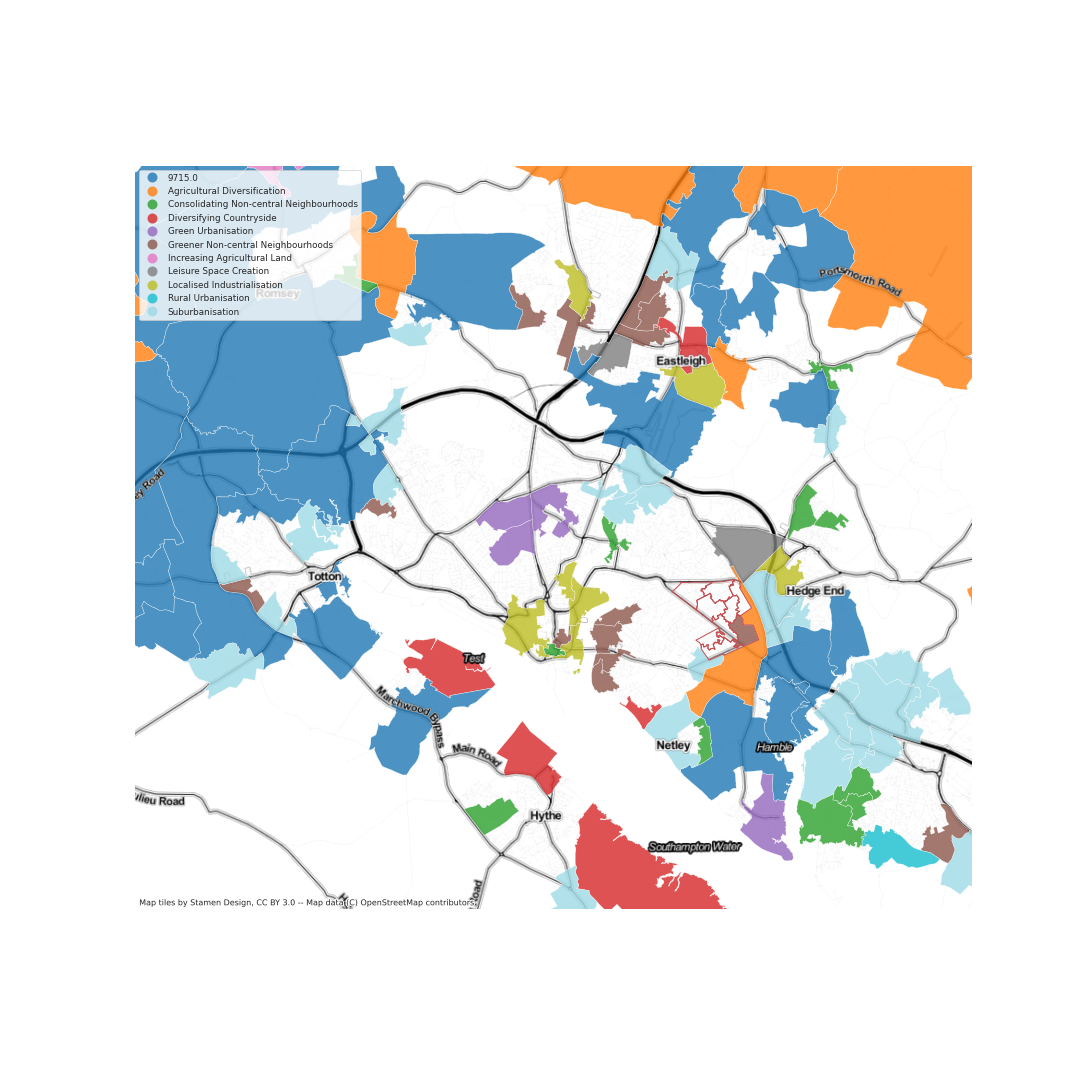 9715.0
Agricultural Diversification
Consolidating Non-central Neighbourhoods
Diversifying Countryside
Green Urbanisation
Greener Non-central Neighbourhoods
Increasing Agricultural Land
Leisure Space Creation
Localised Industrialisation
Rural Urbanisation
Suburbanisation
Romsey
Portsmouth Road
Eastleigh
Road
Totton
Hedge End
Test
Marchwood Bypass
Netley
Hamble
Main Road
Hythe
Southampton Water
Map tiles by Stamen Design, CC BY 3.0 -- Map data (C) OpenStreetMap contributors